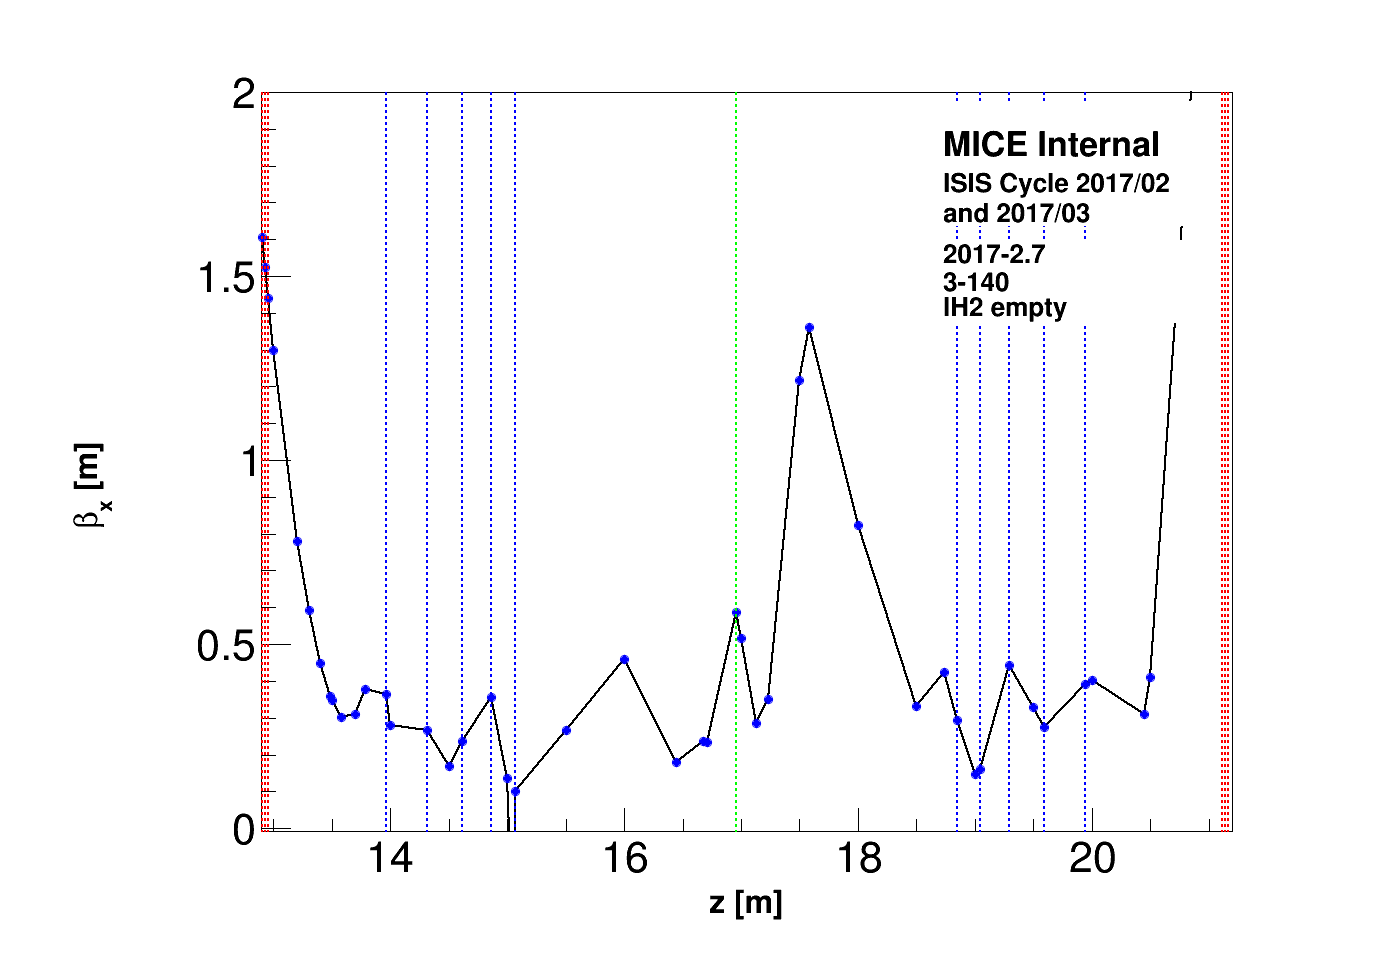 2
1.5
1
0.5
0
βx [m]
14 16 18 20
z [m]
MICE Internal
ISIS Cycle 2017/02
and 2017/03
2017-2.7
3-140
lH2 empty